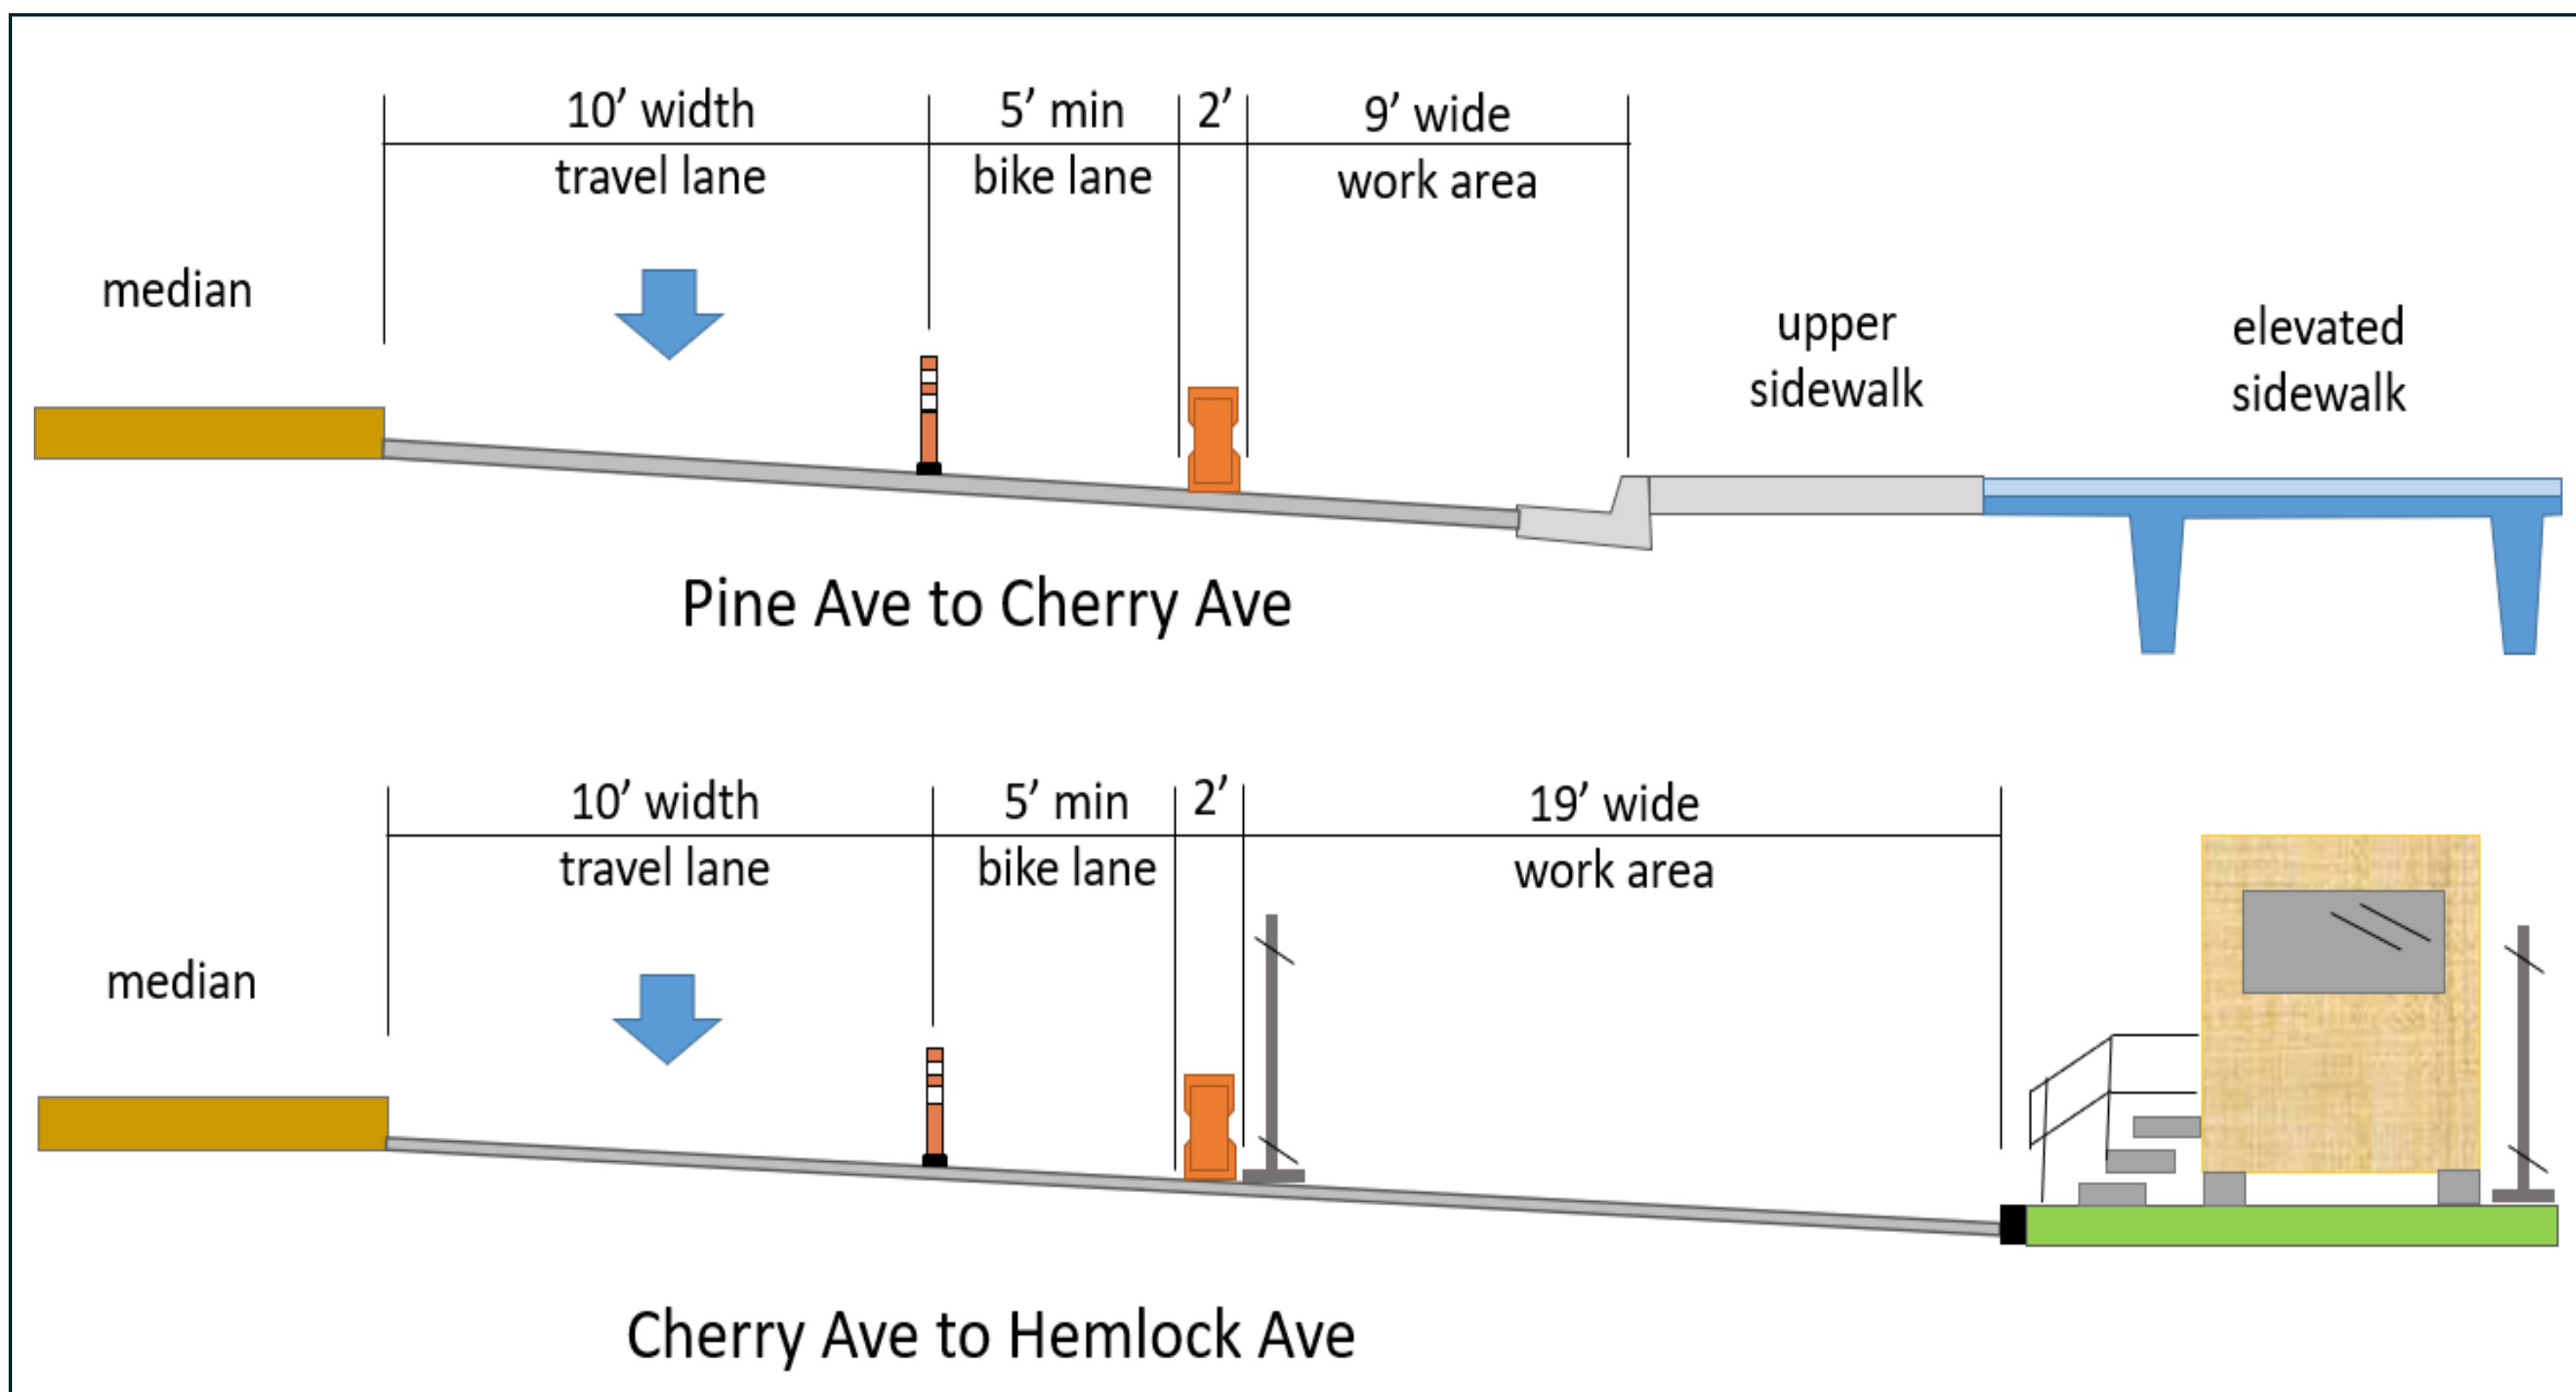 10’ width
5’ min
2’
9’ wide
travel lane
bike lane
work area
median
upper
sidewalk
elevated
sidewalk
Pine Ave to Cherry Ave
10’ width
5’ min
2’
19’ wide
travel lane
bike lane
work area
median
Cherry Ave to Hemlock Ave